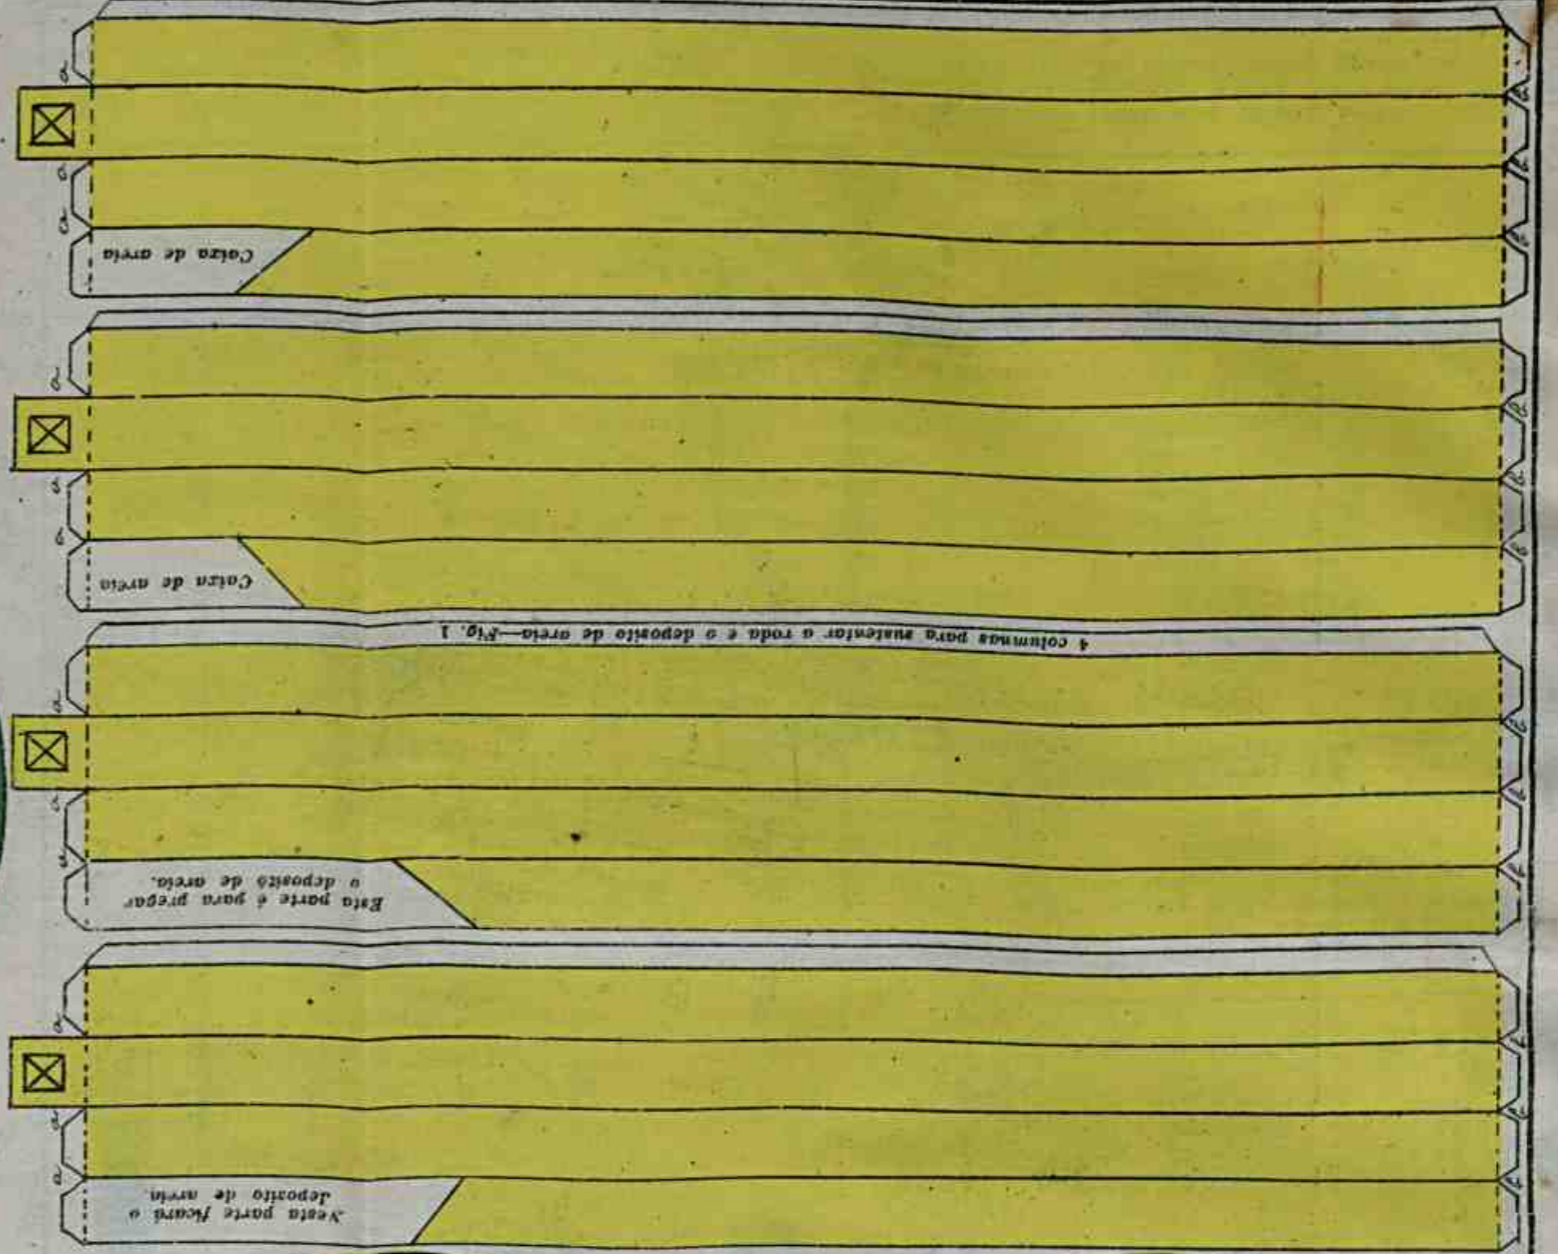 Nesta parte ficará o
deposito de areia.
Esta parte é para pregar
o deposito de areia.
4 columnas para sustentar a roda e o deposito de areia—Fig. 1
Caixa de areia
Caixa de areia